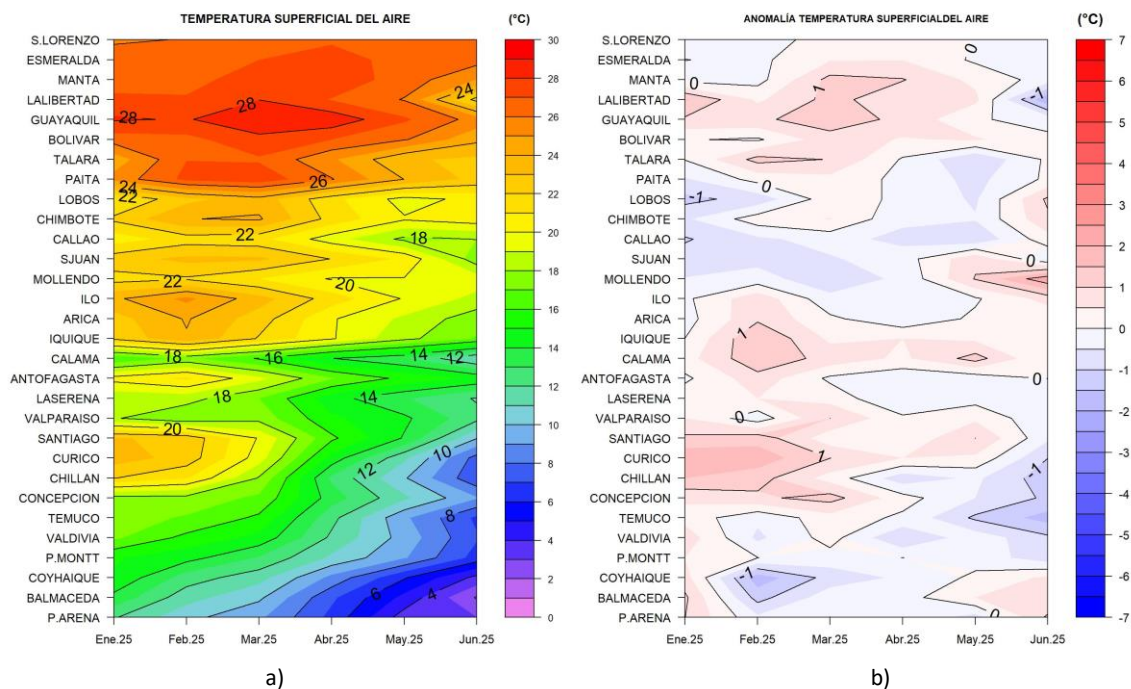 TEMPERATURA SUPERFICIAL DEL AIRE
(°C)
S.LORENZO
ESMERALDA
MANTA
LALIBERTAD
GUAYAQUIL
BOLIVAR
TALARA
PAITA
LOBOS
CHIMBOTE
CALLAO
SJUAN
MOLLENDO
ILO
ARICA
IQUIQUE
CALAMA
ANTOFAGASTA
LASERENA
VALPARAISO
SANTIAGO
CURICO
CHILLAN
CONCEPCION
TEMUCO
VALDIVIA
P.MONTT
COYHAIQUE
BALMACEDA
P.ARENA
24
28
28
26
24
22
22
18
22
20
18
16
14
12
18
14
20
10
12
8
6
4
30
28
26
24
22
20
18
16
14
12
10
8
6
4
2
0
Ene.25 Feb.25 Mar.25 Abr.25 May.25 Jun.25
a)
ANOMALÍA TEMPERATURA SUPERFICIALDEL AIRE
(°C)
S.LORENZO
ESMERALDA
MANTA
LALIBERTAD
GUAYAQUIL
BOLIVAR
TALARA
PAITA
LOBOS
CHIMBOTE
CALLAO
SJUAN
MOLLENDO
ILO
ARICA
IQUIQUE
CALAMA
ANTOFAGASTA
LASERENA
VALPARAISO
SANTIAGO
CURICO
CHILLAN
CONCEPCION
TEMUCO
VALDIVIA
P.MONTT
COYHAIQUE
BALMACEDA
P.ARENA
0
0
1
-1
0
-1
0
1
0
0
1
-1
-1
0
7
6
5
4
3
2
1
0
-1
-2
-3
-4
-5
-6
-7
Ene.25 Feb.25 Mar.25 Abr.25 May.25 Jun.25
b)